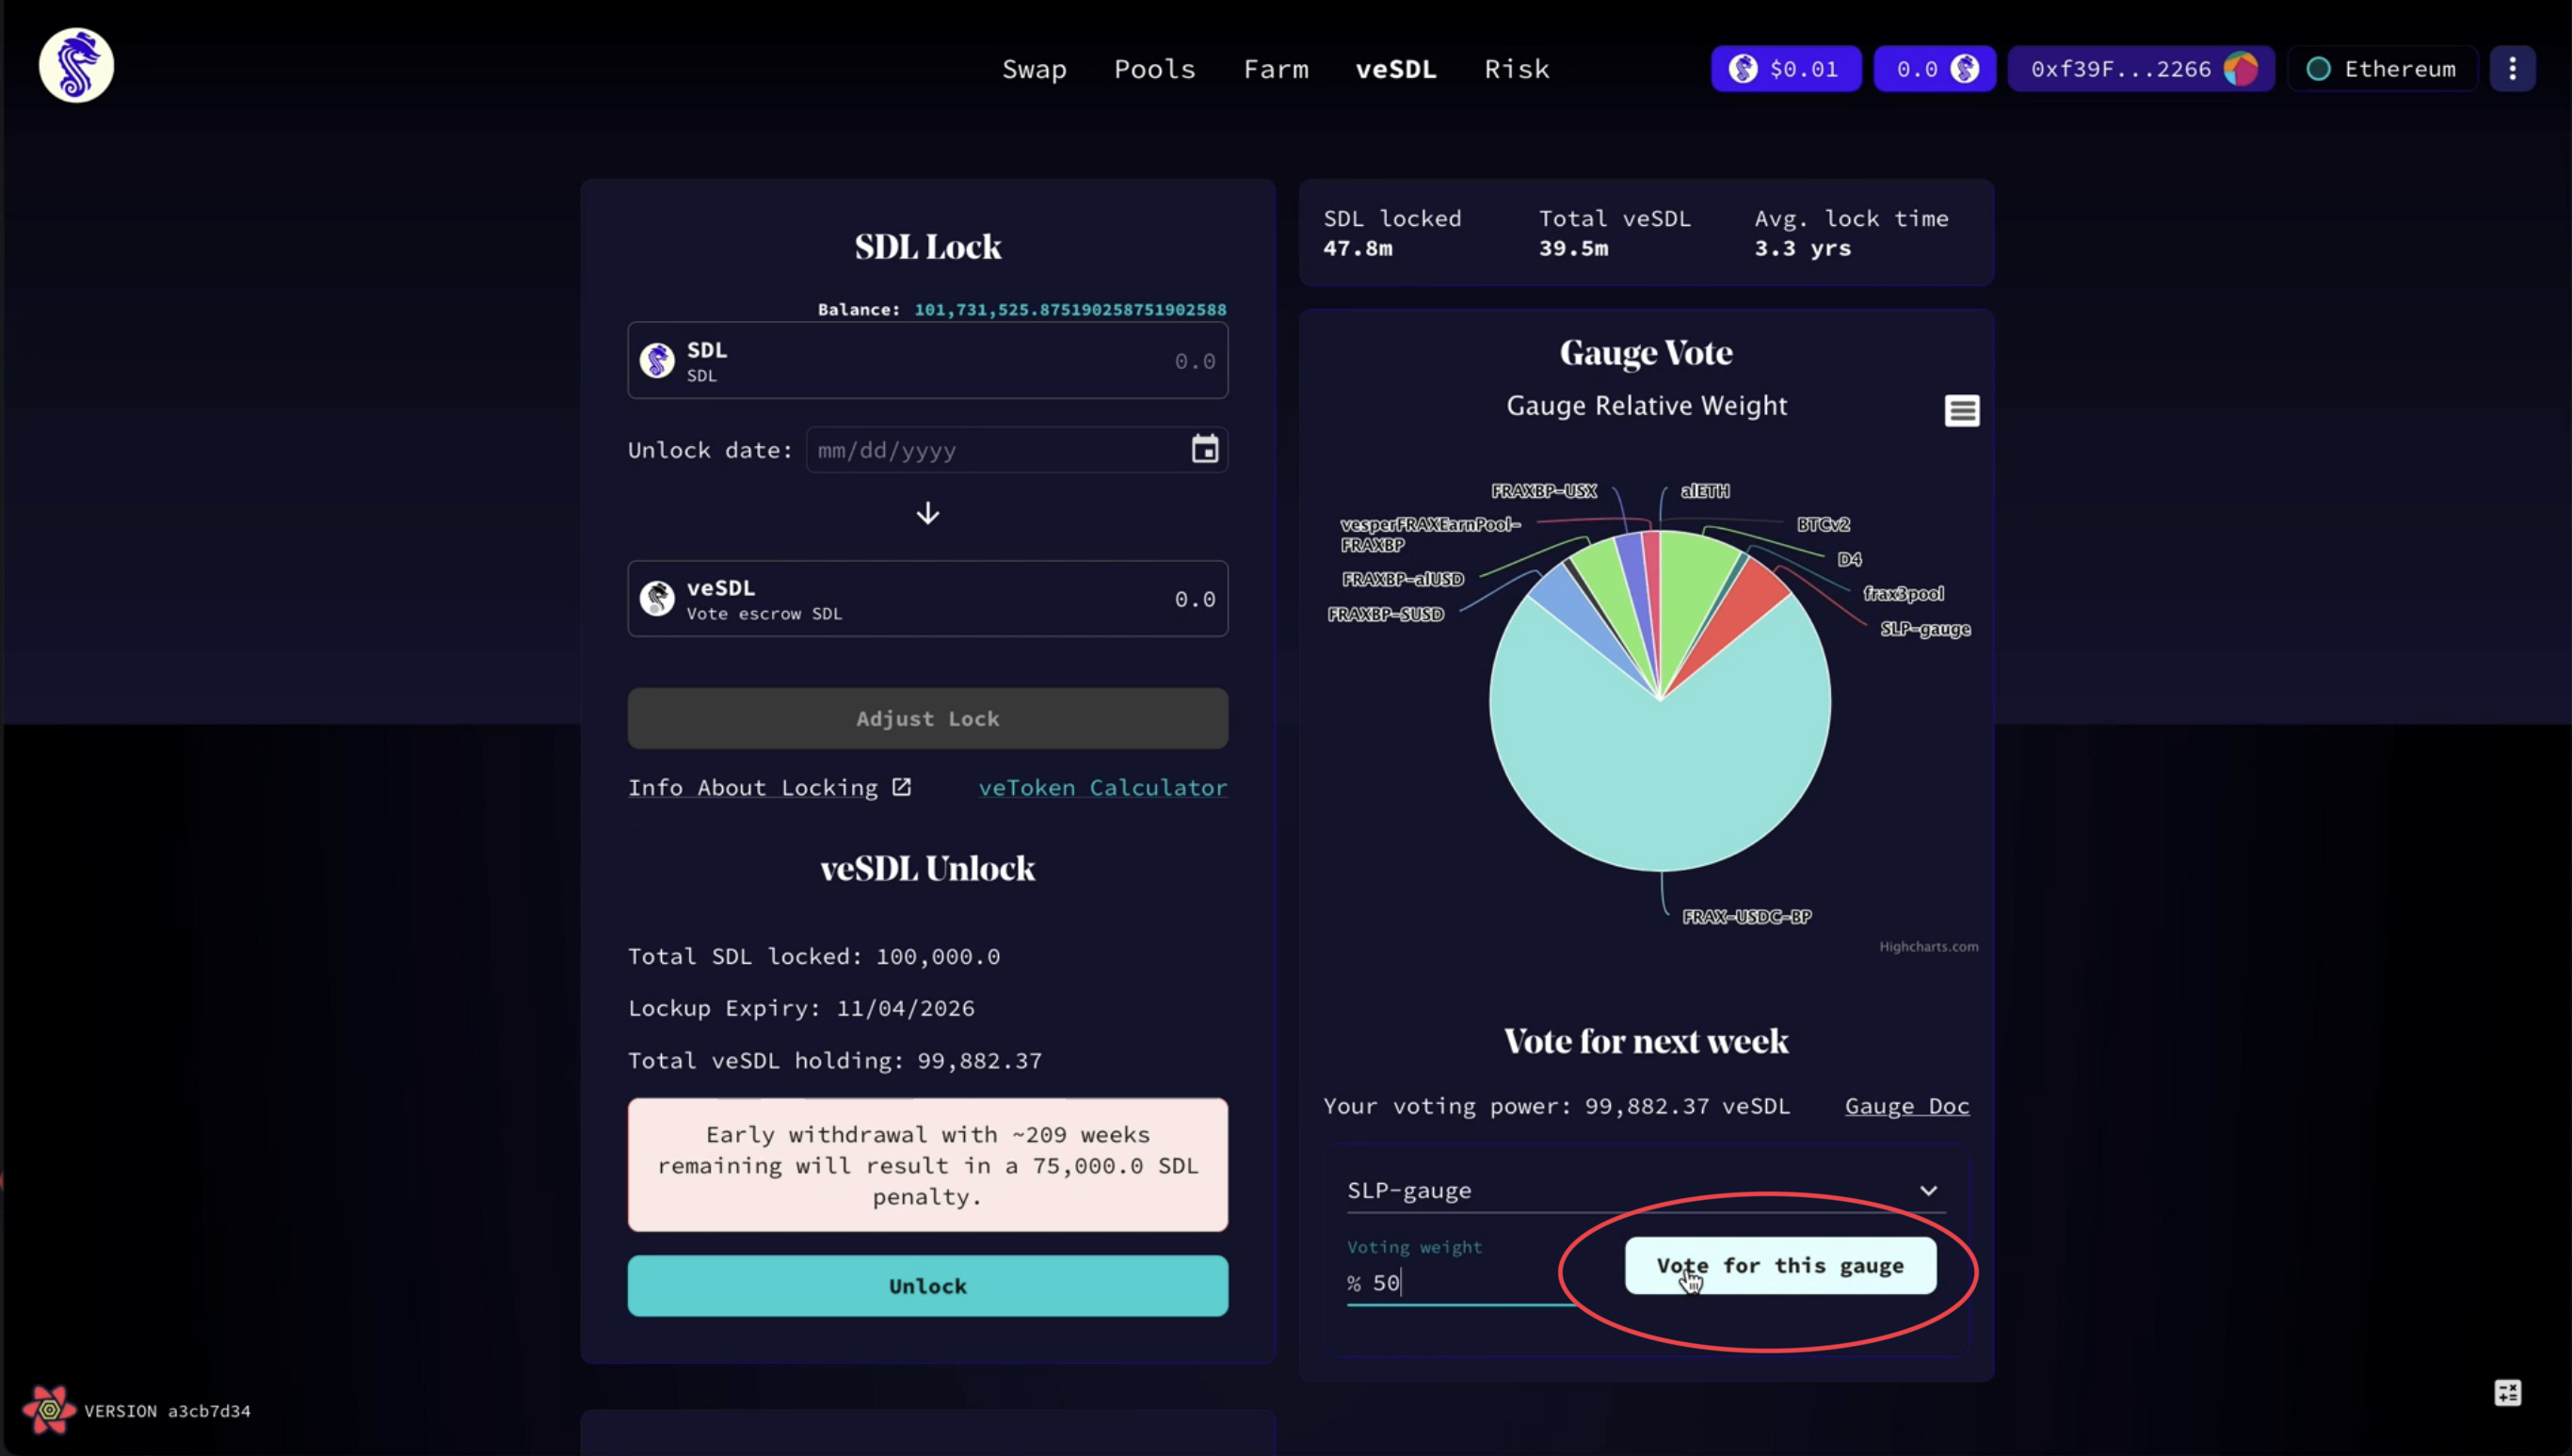 Swap Pools Farm veSDL Risk
$0.01
0.0
0xf39F...2266
Ethereum
SDL Lock
Balance: 101,731,525.875190258751902588
SDL
SDL
0.0
Unlock date: mm/dd/yyyy
veSDL
Vote escrow SDL
0.0
Adjust Lock
Info About Locking
veToken Calculator
veSDL Unlock
Total SDL locked: 100,000.0
Lockup Expiry: 11/04/2026
Total veSDL holding: 99,882.37
Early withdrawal with ~209 weeks
remaining will result in a 75,000.0 SDL
penalty.
Unlock
SDL locked
47.8m
Total veSDL
39.5m
Avg. lock time
3.3 yrs
Gauge Vote
Gauge Relative Weight
FRAXBP-USX
alETH
vesperFRAXEarnPool-
FRAXBP
BTCv2
D4
FRAXBP-alUSD
frax3pool
FRAXBP-SUSD
SLP-gauge
FRAX-USDC-BP
Highcharts.com
Vote for next week
Your voting power: 99,882.37 veSDL
Gauge Doc
SLP-gauge
Voting weight
% 50
Vote for this gauge
VERSION a3cb7d34